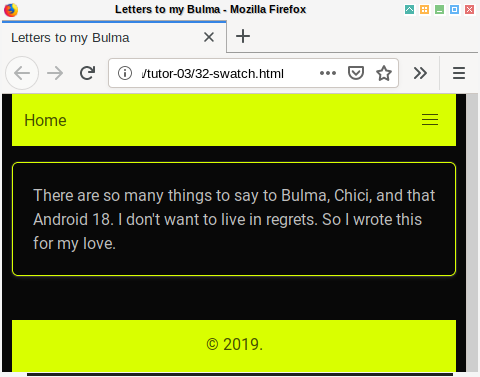 Letters to my Bulma - Mozilla Firefox
Letters to my Bulma
/tutor-03/32-swatch.html
Home
There are so many things to say to Bulma, Chici, and that
Android 18. I don't want to live in regrets. So I wrote this
for my love.
© 2019.